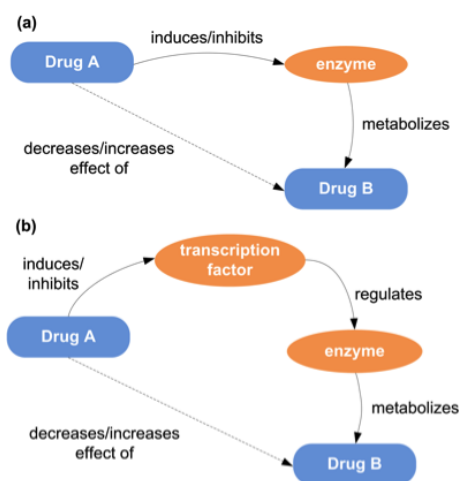 (a)
induces/inhibits
Drug A
enzyme
metabolizes
decreases/increases
effect of
Drug B
(b)
transcription
factor
induces/
inhibits
regulates
Drug A
enzyme
metabolizes
decreases/increases
effect of
Drug B